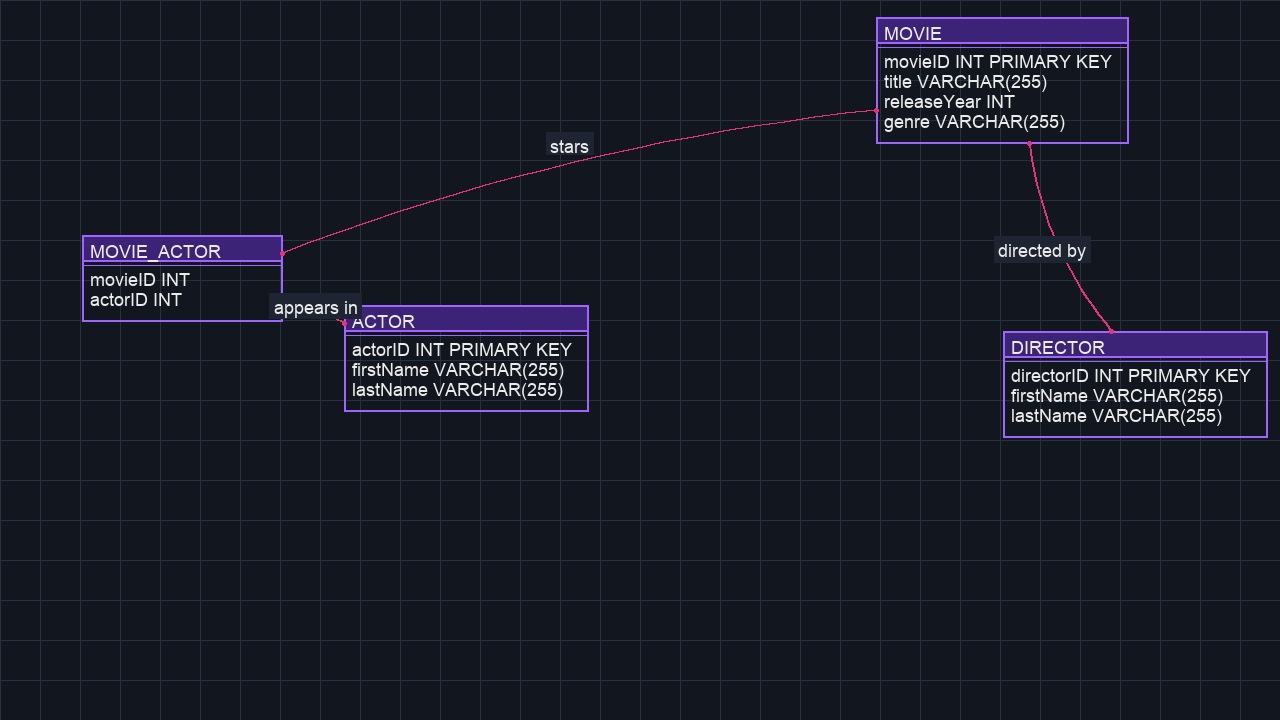 MOVIE
movieID INT PRIMARY KEY
title VARCHAR(255)
releaseYear INT
genre VARCHAR(255)
stars
MOVIE_ACTOR
movieID INT
actorID INT
directed by
appears in
ACTOR
actorID INT PRIMARY KEY
firstName VARCHAR(255)
lastName VARCHAR(255)
DIRECTOR
directorID INT PRIMARY KEY
firstName VARCHAR(255)
lastName VARCHAR(255)